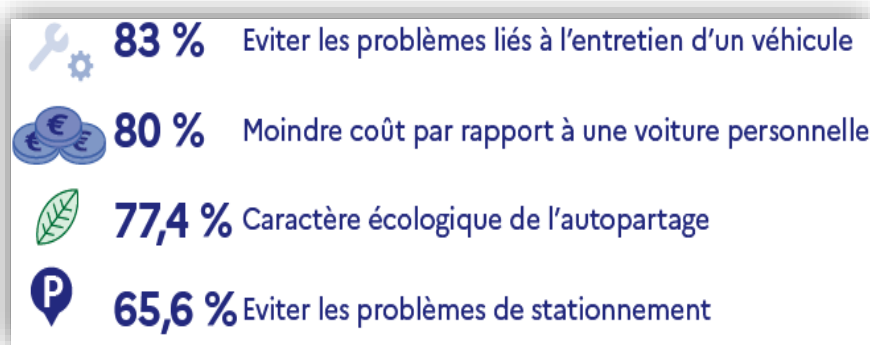 83 % Eviter les problèmes liés à l'entretien d'un véhicule
€ € € 80 % Moindre coût par rapport à une voiture personnelle
77,4 % Caractère écologique de l'autopartage
P 65,6 % Eviter les problèmes de stationnement